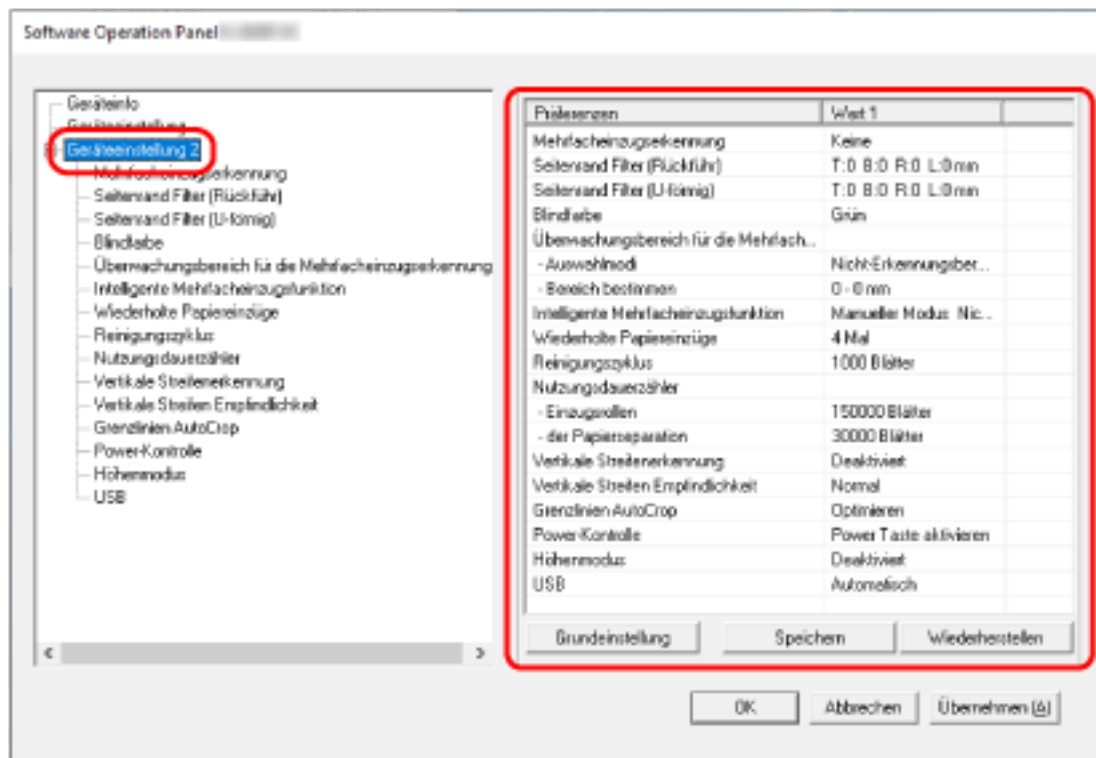 Software Operation Panel
Geräteinfo
Geräteeinstellung
Geräteeinstellung 2
Mehrfacheinzugserkennung
Seitenrand Filter (Rückführ)
Seitenrand Filter (U-förmig)
Blindfarbe
Überwachungsbereich für die Mehrfacheinzugserkennung
Intelligente Mehrfacheinzugsfunktion
Wiederholte Papiereinzüge
Reinigungszyklus
Nutzungsdauerzähler
Vertikale Streifenerkennung
Vertikale Streifen Empfindlichkeit
Grenzlinien AutoCrop
Power-Kontrolle
Höhenmodus
USB
Präferenzen Wert 1
Mehrfacheinzugserkennung Keine
Seitenrand Filter (Rückführ) T:0 B:0 R:0 L:0 mm
Seitenrand Filter (U-förmig) T:0 B:0 R:0 L:0 mm
Blindfarbe Grün
Überwachungsbereich für die Mehrfach...
- Auswahlmodi Nicht-Erkennungsber...
- Bereich bestimmen 0 - 0 mm
Intelligente Mehrfacheinzugsfunktion Manueller Modus Nic...
Wiederholte Papiereinzüge 4 Mal
Reinigungszyklus 1000 Blätter
Nutzungsdauerzähler
- Einzugsrollen 150000 Blätter
- der Papierseparation 30000 Blätter
Vertikale Streifenerkennung Deaktiviert
Vertikale Streifen Empfindlichkeit Normal
Grenzlinien AutoCrop Optimieren
Power-Kontrolle Power Taste aktivieren
Höhenmodus Deaktiviert
USB Automatisch
Grundeinstellung Speichern Wiederherstellen
OK Abbrechen Übernehmen (A)